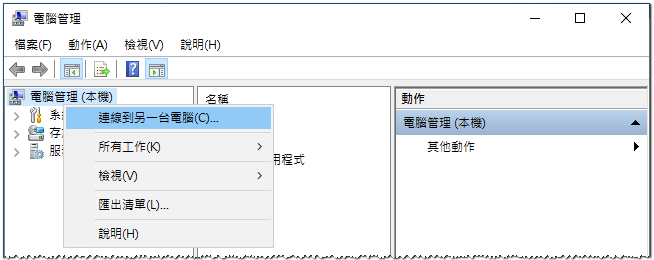 電腦管理
檔案(F) 動作(A) 檢視(V) 說明(H)
電腦管理 (本機)
系
存
服
連線到另一台電腦(C)...
所有工作(K)
檢視(V)
匯出清單(L)...
說明(H)
名稱
用程式
動作
電腦管理 (本機)
其他動作